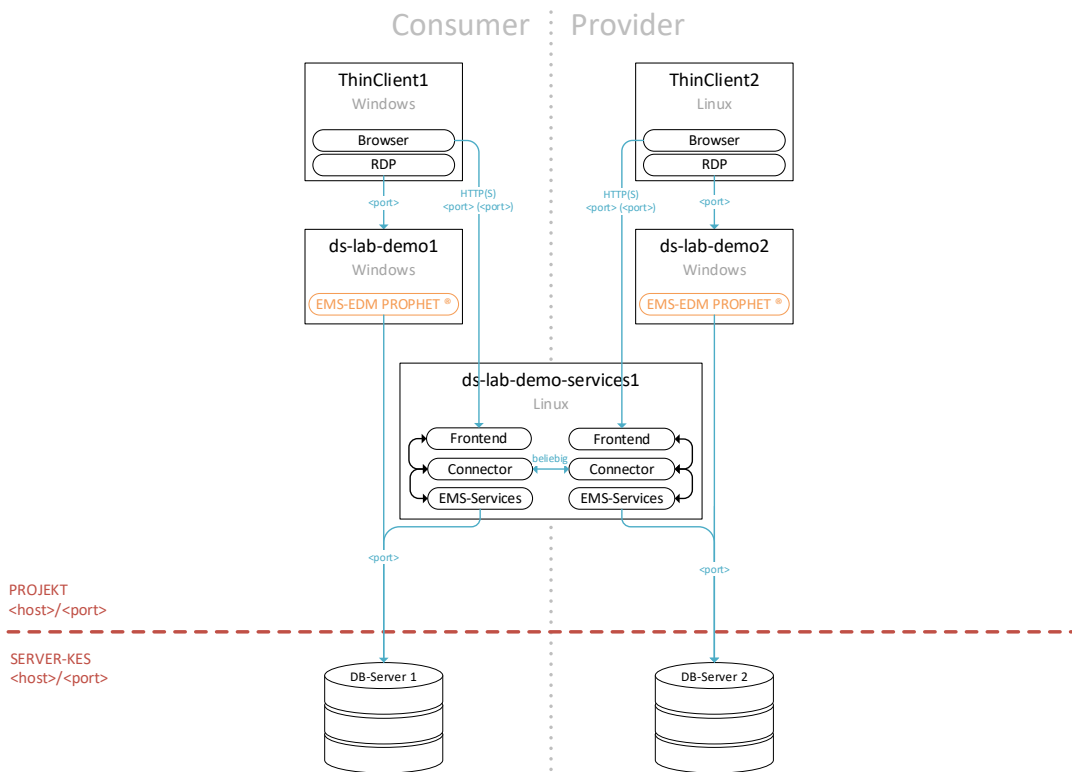 Consumer
Provider
ThinClient1
Windows
Browser
RDP
ThinClient2
Linux
Browser
RDP
<port>
HTTP(S)
<port> (<port>)
HTTP(S)
<port> (<port>)
<port>
ds-lab-demo1
Windows
EMS-EDM PROPHET ®
ds-lab-demo2
Windows
EMS-EDM PROPHET ®
ds-lab-demo-services1
Linux
Frontend
Connector
EMS-Services
beliebig
Frontend
Connector
EMS-Services
<port>
<port>
PROJEKT
<host>/<port>
SERVER-KES
<host>/<port>
DB-Server 1
DB-Server 2